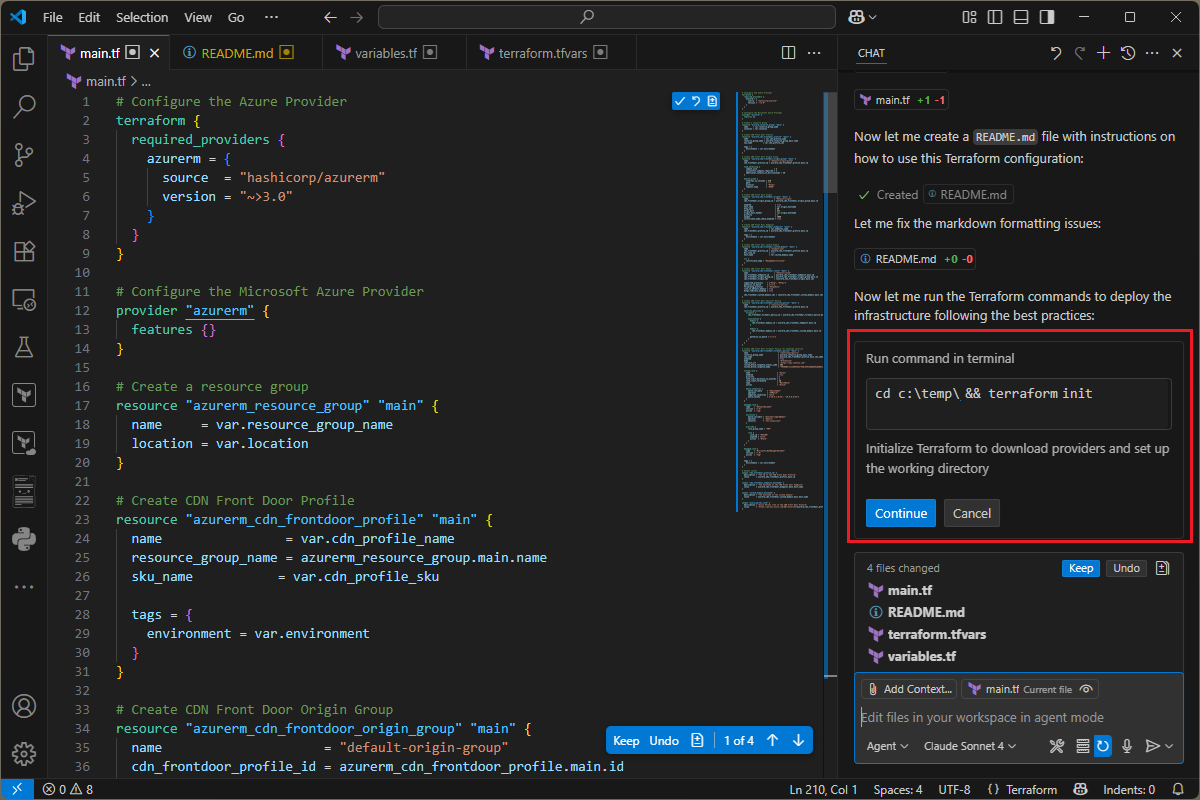 File Edit Selection View Go ···
main.tf README.md variables.tf terraform.tfvars ···
main.tf > ...
1 # Configure the Azure Provider
2 terraform {
3 required_providers {
4 azurerm = {
5 source = "hashicorp/azurerm"
6 version = "~>3.0"
7 }
8 }
9 }
10
11 # Configure the Microsoft Azure Provider
12 provider "azurerm" {
13 features {}
14 }
15
16 # Create a resource group
17 resource "azurerm_resource_group" "main" {
18 name = var.resource_group_name
19 location = var.location
20 }
21
22 # Create CDN Front Door Profile
23 resource "azurerm_cdn_frontdoor_profile" "main" {
24 name = var.cdn_profile_name
25 resource_group_name = azurerm_resource_group.main.name
26 sku_name = var.cdn_profile_sku
27
28 tags = {
29 environment = var.environment
30 }
31 }
32
33 # Create CDN Front Door Origin Group
34 resource "azurerm_cdn_frontdoor_origin_group" "main" {
35 name = "default-origin-group"
36 cdn_frontdoor_profile_id = azurerm_cdn_frontdoor_profile.main.id
Keep Undo 1 of 4
CHAT ···
main.tf +1 -1
Now let me create a README.md file with instructions on
how to use this Terraform configuration:
Created README.md
Let me fix the markdown formatting issues:
README.md +0 -0
Now let me run the Terraform commands to deploy the
infrastructure following the best practices:
Run command in terminal
cd c:\temp\ && terraform init
Initialize Terraform to download providers and set up
the working directory
Continue Cancel
4 files changed Keep Undo
main.tf
README.md
terraform.tfvars
variables.tf
Add Context... main.tf Current file
Edit files in your workspace in agent mode
Agent Claude Sonnet 4
0 8 Ln 210, Col 1 Spaces: 4 UTF-8 {} Terraform Indents: 0